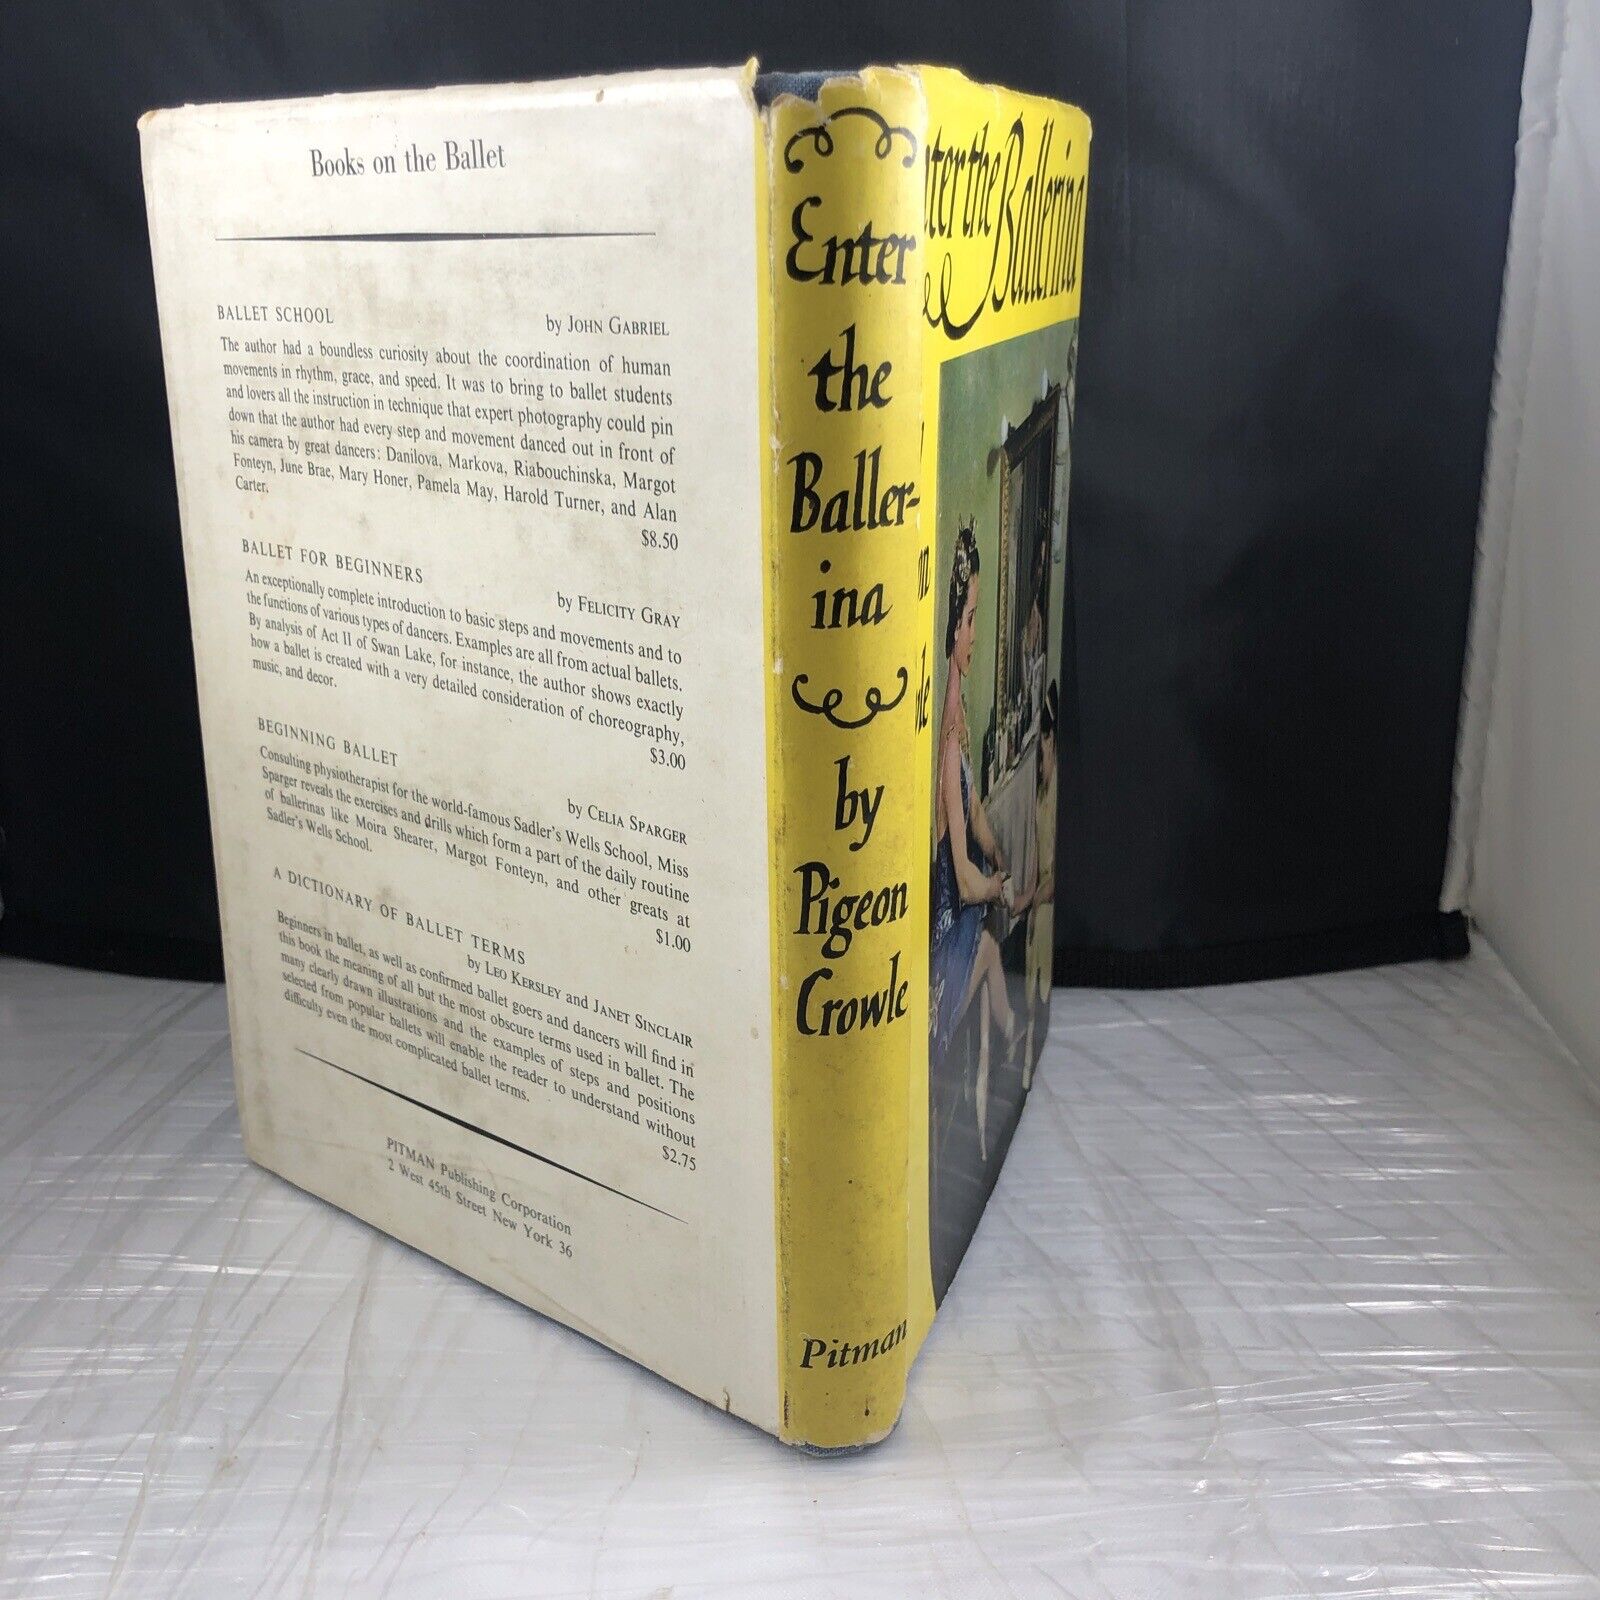 Books on the Ballet
BALLET SCHOOL
by JOHN GABRIEL
The author had a boundless curiosity about the coordination of human
movements in rhythm, grace, and speed. It was to bring to ballet students
and lovers all the instruction in technique that expert photography could pin
down that the author had every step and movement danced out in front of
his camera by great dancers: Danilova, Markova, Riabouchinska, Margot
Fonteyn, June Brae, Mary Honer, Pamela May, Harold Turner, and Alan
Carter.
$8.50
BALLET FOR BEGINNERS
by FELICITY GRAY
An exceptionally complete introduction to basic steps and movements and to
the functions of various types of dancers. Examples are all from actual ballets.
By analysis of Act II of Swan Lake, for instance, the author shows exactly
how a ballet is created with a very detailed consideration of choreography,
music, and decor.
$3.00
BEGINNING BALLET
by CELIA SPARGER
Consulting physiotherapist for the world-famous Sadler's Wells School, Miss
Sparger reveals the exercises and drills which form a part of the daily routine
of ballerinas like Moira Shearer, Margot Fonteyn, and other greats at
Sadler's Wells School.
$1.00
A DICTIONARY OF BALLET TERMS
by LEO KERSLEY and JANET SINCLAIR
Beginners in ballet, as well as confirmed ballet goers and dancers will find in
this book the meaning of all but the most obscure terms used in ballet. The
many clearly drawn illustrations and the examples of steps and positions
selected from popular ballets will enable the reader to understand without
difficulty even the most complicated ballet terms.
$2.75
PITMAN Publishing Corporation
2 West 45th Street New York 36
Enter
the
Baller-
ina
by
Pigeon
Crowle
Pitman
ter the Ballerina
on
le